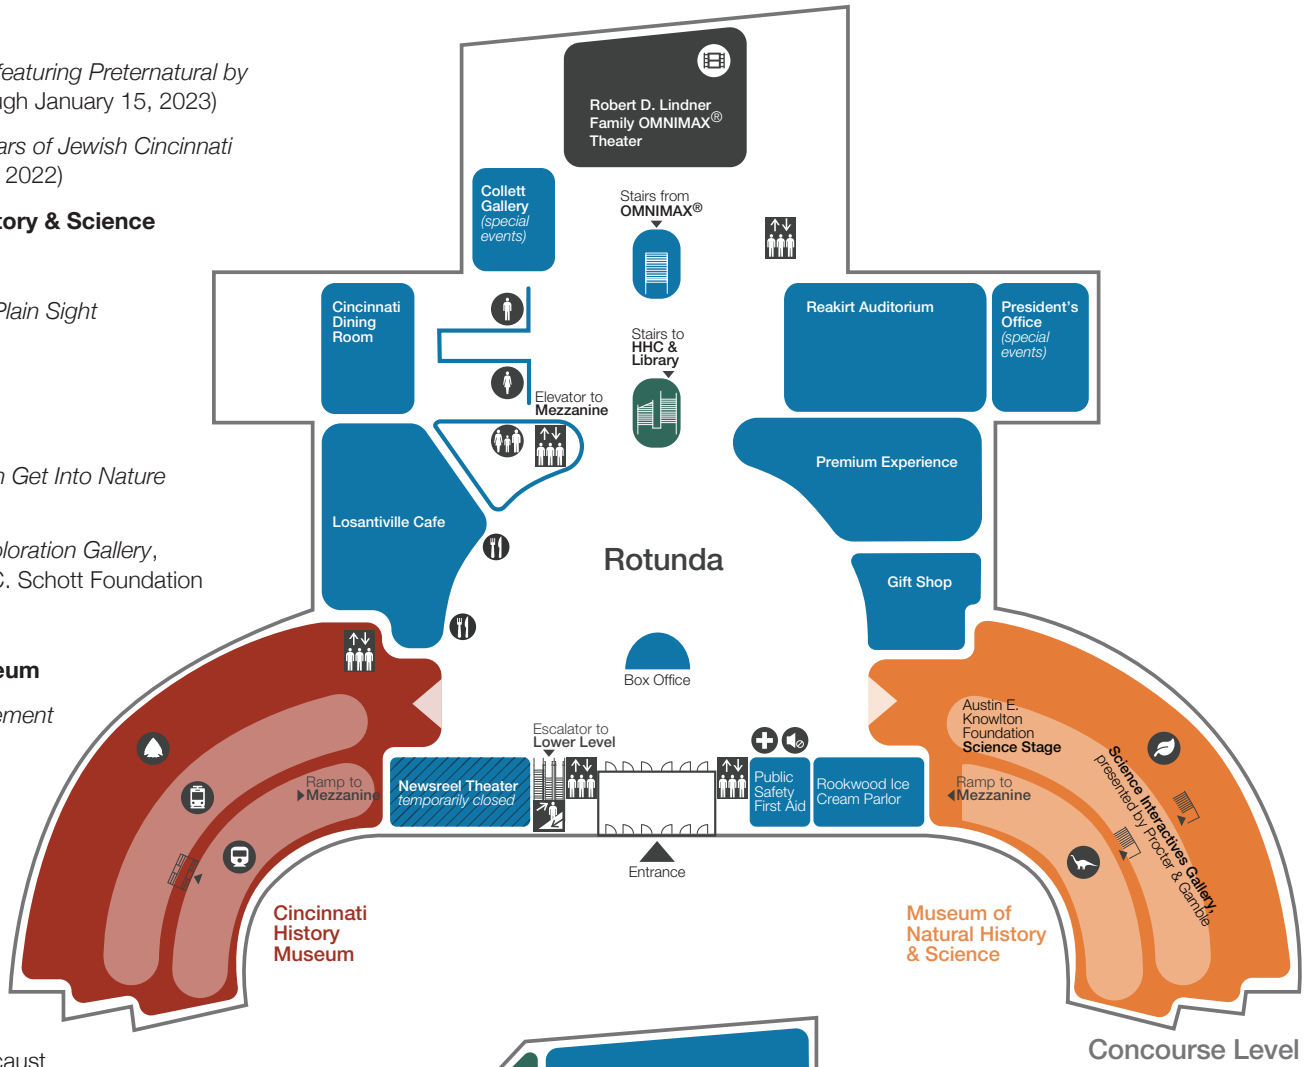 featuring Preternatural by
ugh January 15, 2023)
ars of Jewish Cincinnati
2022)
tory & Science
Plain Sight
n Get Into Nature
ploration Gallery,
C. Schott Foundation
eum
ement
caust
Robert D. Lindner
Family OMNIMAX®
Theater
Collett
Gallery
(special
events)
Stairs from
OMNIMAX®
Cincinnati
Dining
Room
Stairs to
HHC &
Library
Reakirt Auditorium
President's
Office
(special
events)
Elevator to
Mezzanine
Premium Experience
Losantiville Cafe
Rotunda
Gift Shop
Box Office
Escalator to
Lower Level
Newsreel Theater
temporarily closed
Public
Safety
First Aid
Rookwood Ice
Cream Parlor
Entrance
Ramp to
Mezzanine
Cincinnati
History
Museum
Austin E.
Knowlton
Foundation
Science Stage
Ramp to
Mezzanine
Science Interactives Gallery,
presented by Procter & Gamble
Museum of
Natural History
& Science
Concourse Level